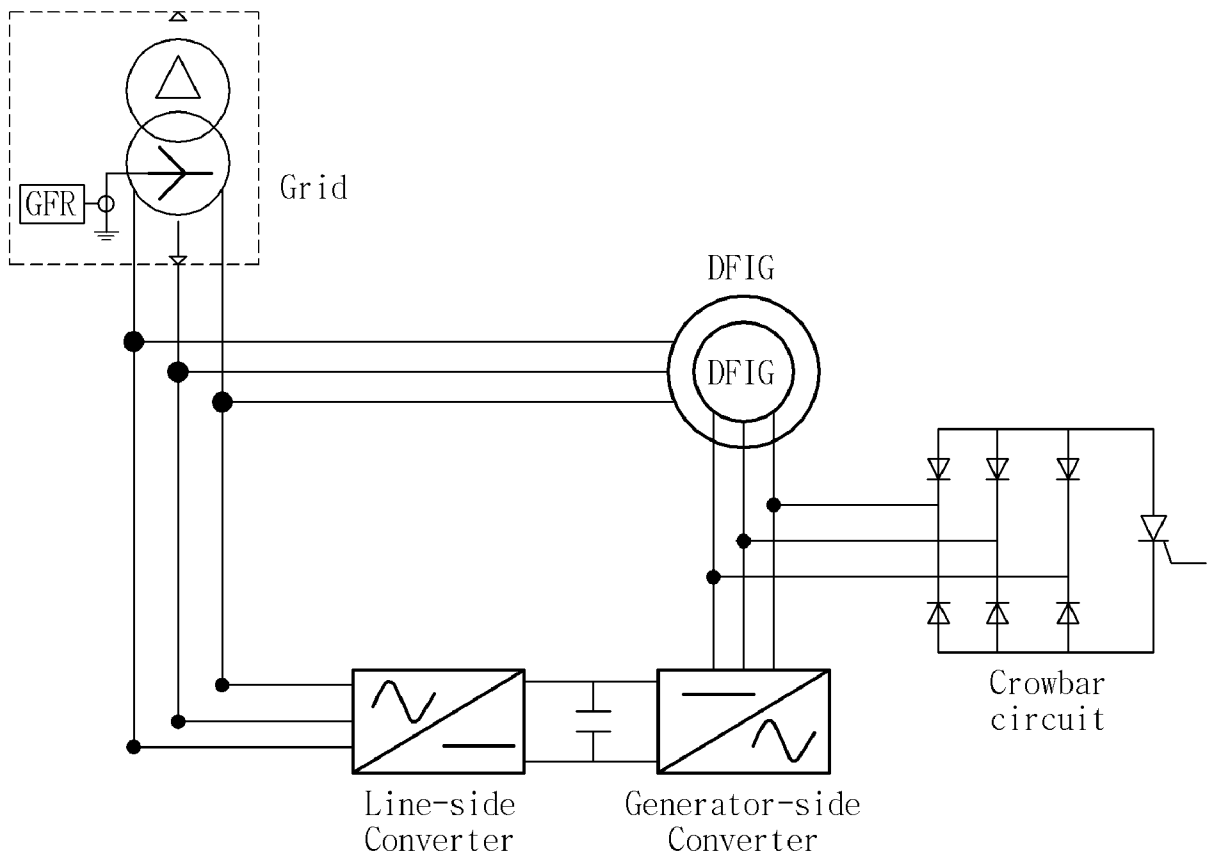 GFR
Grid
DFIG
DFIG
Crowbar
circuit
Line-side
Converter
Generator-side
Converter